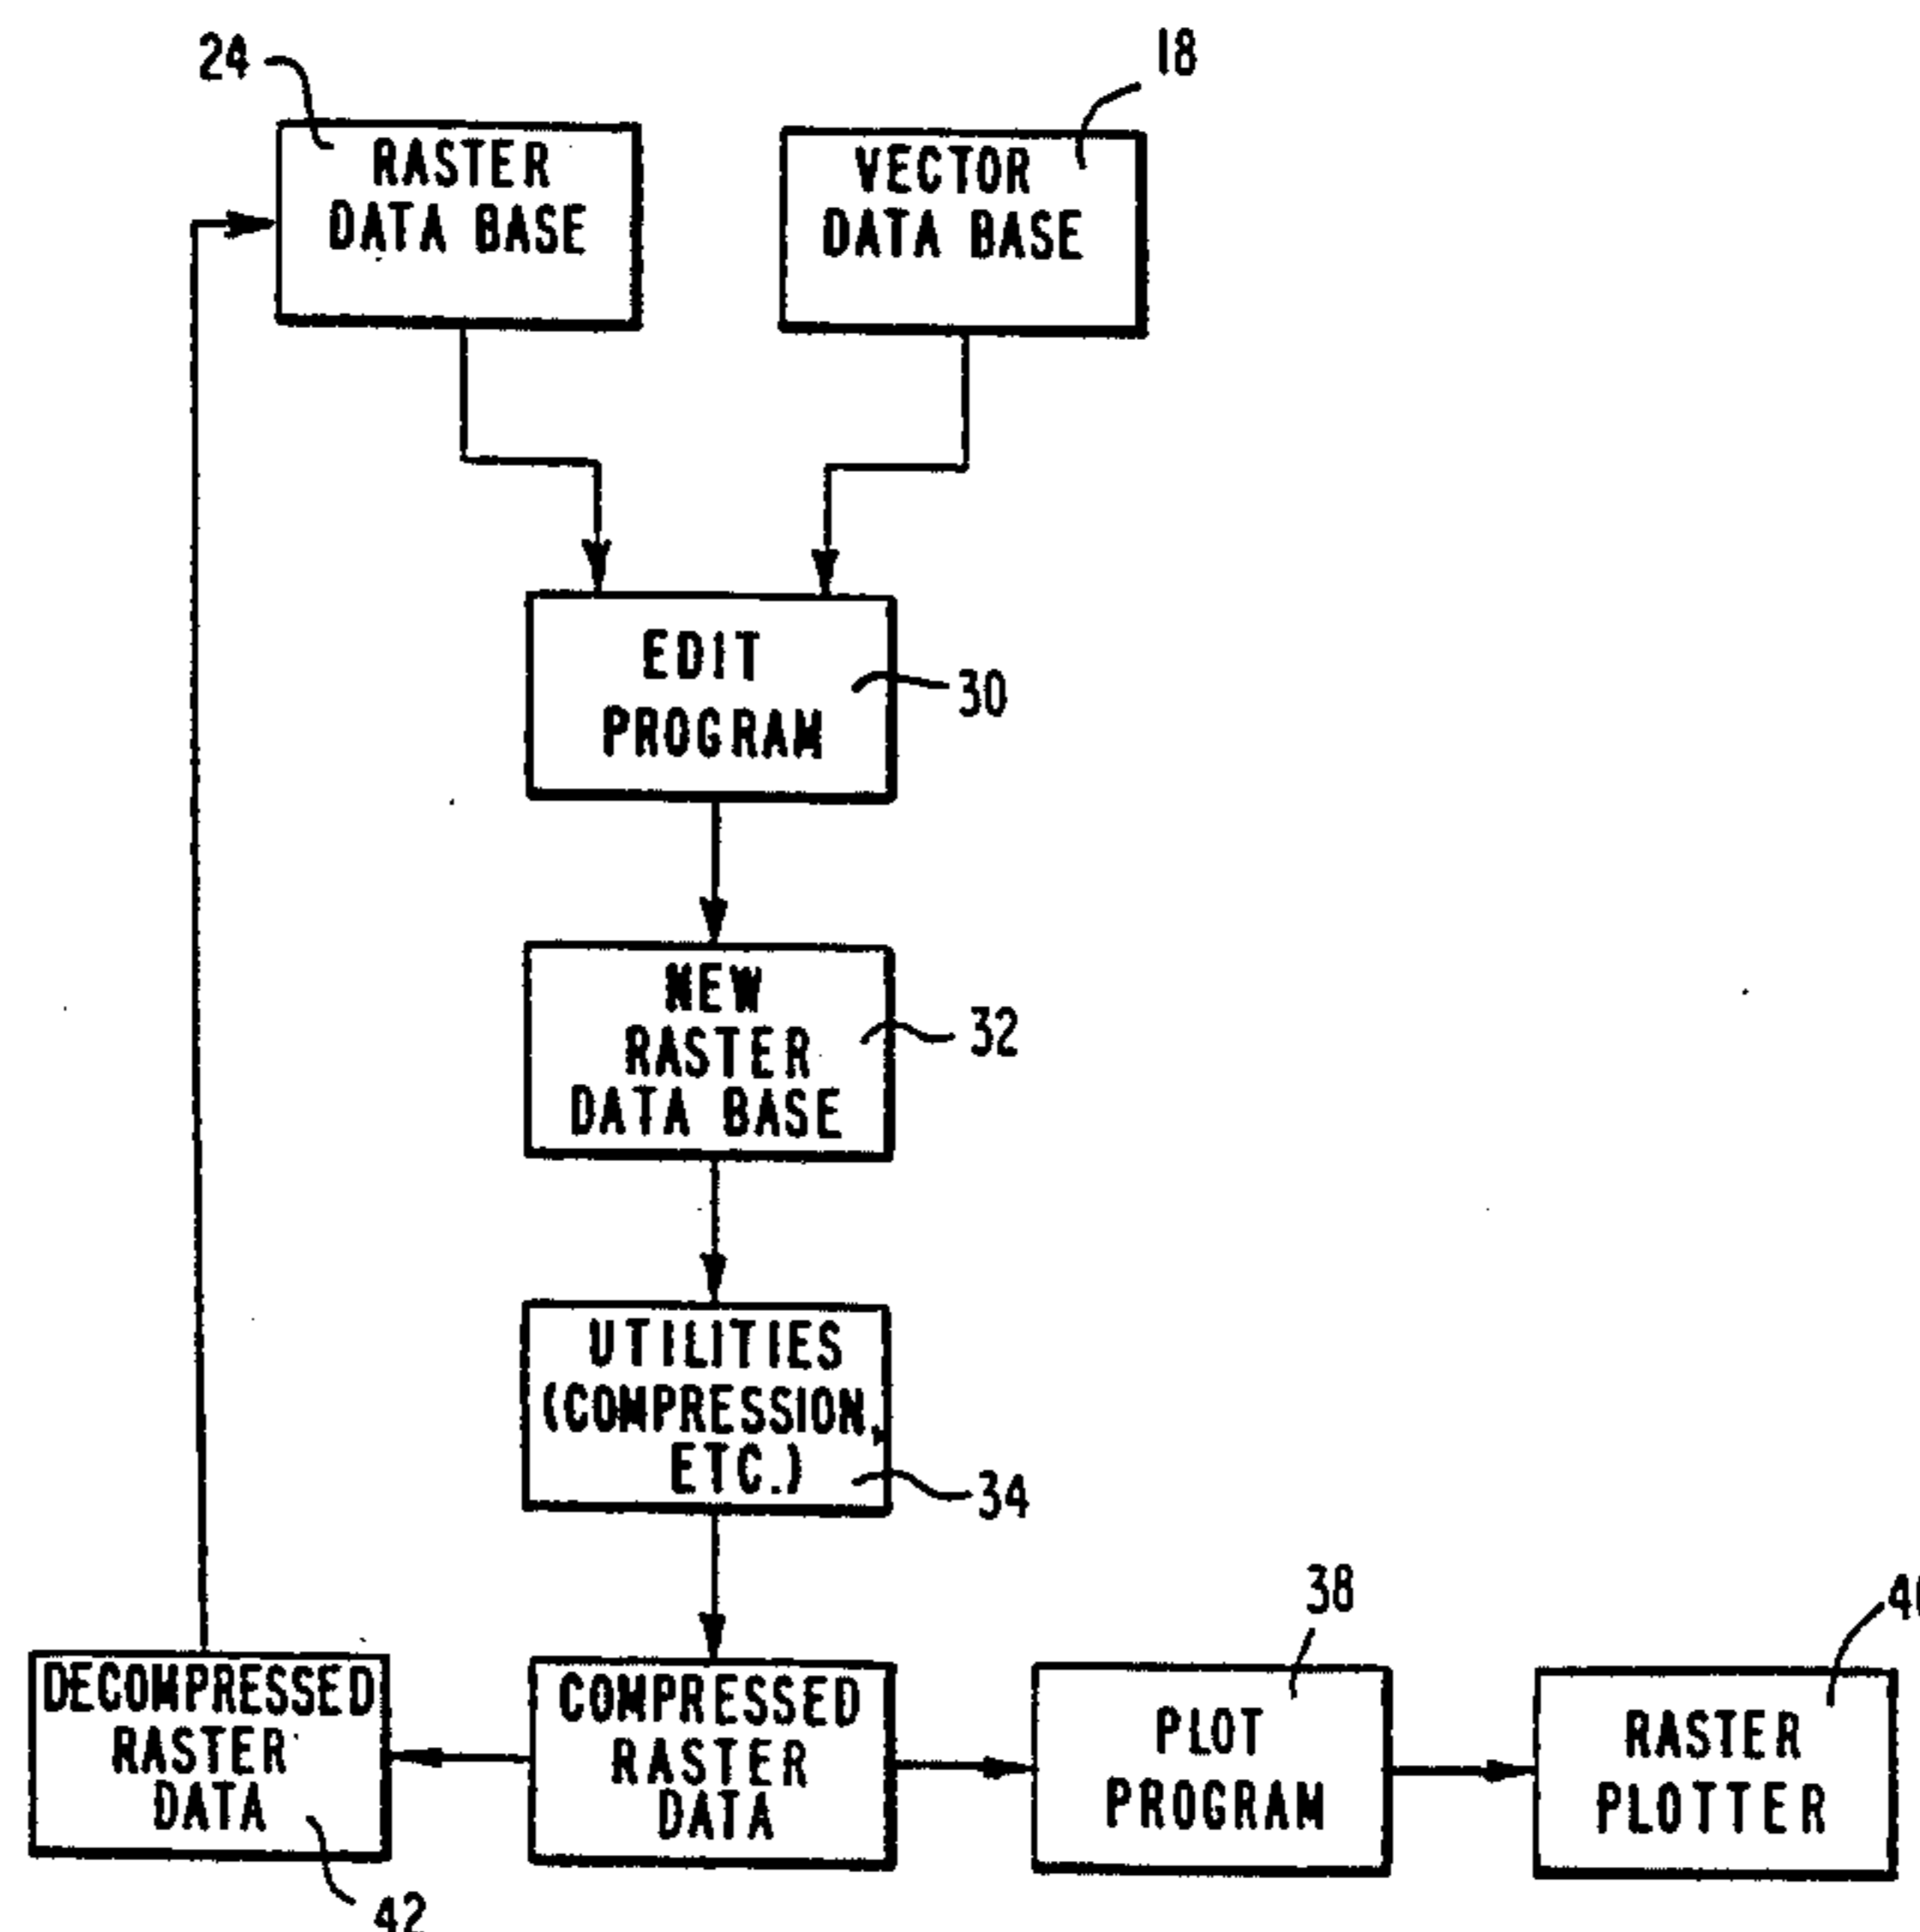 24
18
RASTER
DATA BASE
VECTOR
DATA BASE
EDIT
PROGRAM
30
NEW
RASTER
DATA BASE
32
UTILITIES
(COMPRESSION,
ETC.)
34
38
DECOMPRESSED
RASTER
DATA
42
COMPRESSED
RASTER
DATA
PLOT
PROGRAM
RASTER
PLOTTER